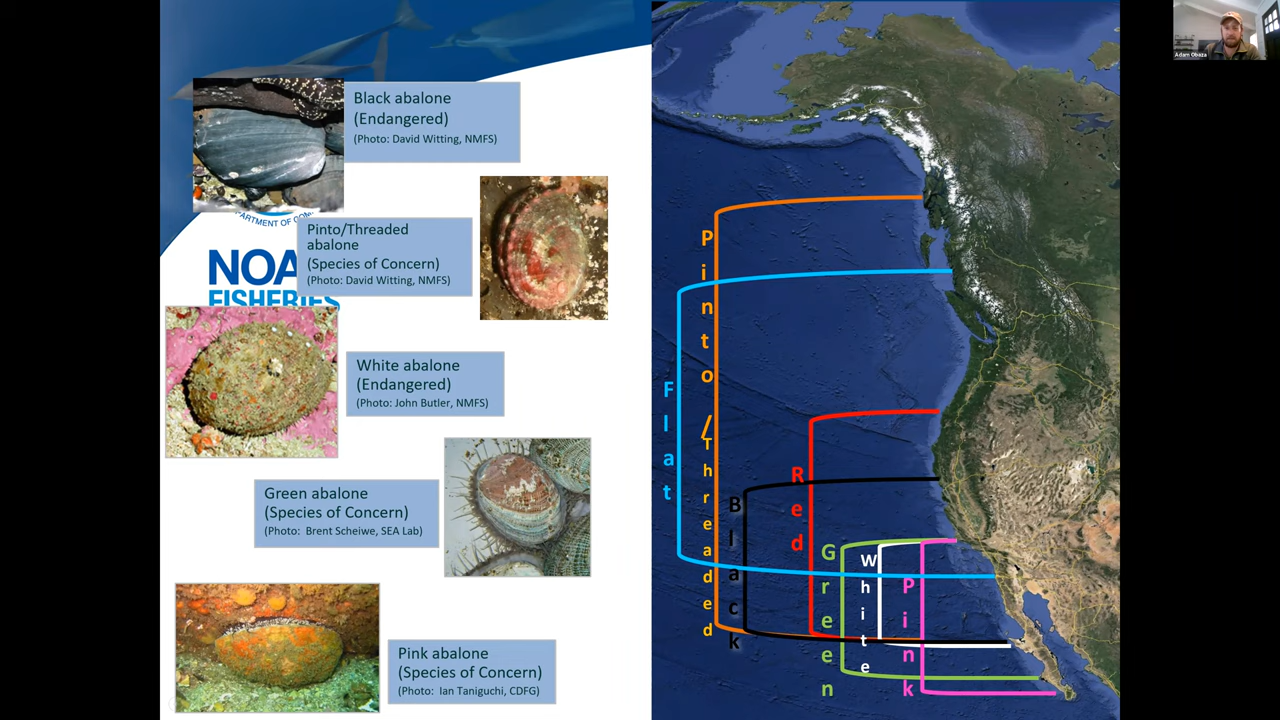 Black abalone
(Endangered)
(Photo: David Witting, NMFS)
Pinto/Threaded
abalone
(Species of Concern)
(Photo: David Witting, NMFS)
NOA
FISHERIES
White abalone
(Endangered)
(Photo: John Butler, NMFS)
Green abalone
(Species of Concern)
(Photo: Brent Scheiwe, SEA Lab)
Pink abalone
(Species of Concern)
(Photo: Ian Taniguchi, CDFG)
Flat
Pinto/Threaded
Black
Red
Green
White
Pink
Adam Obaza